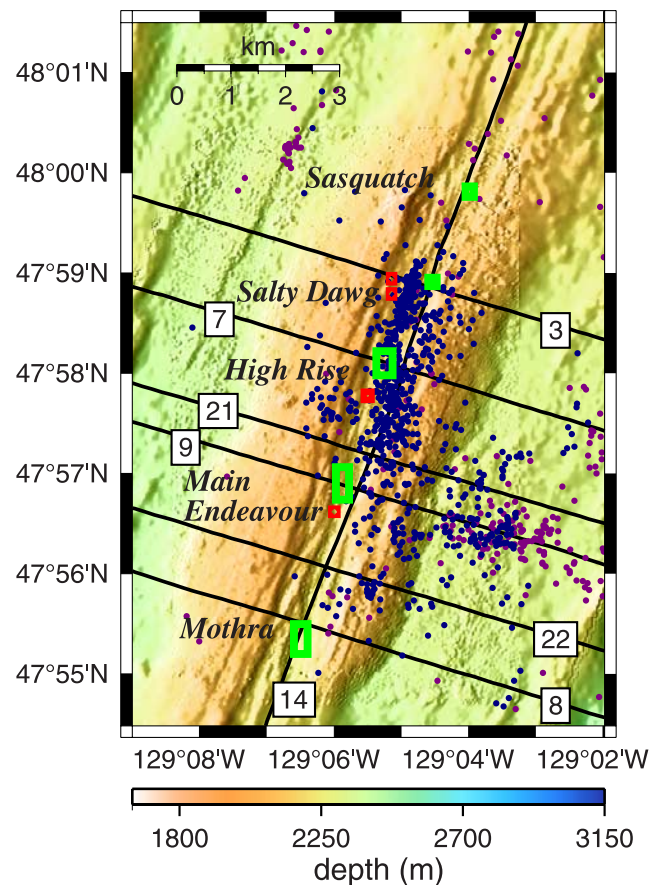 km
0 1 2 3
48°01'N
48°00'N
Sasquatch
47°59'N
Salty Dawg
7
3
High Rise
47°58'N
21
9
47°57'N
Main
Endeavour
47°56'N
Mothra
22
47°55'N
14
8
129°08'W 129°06'W 129°04'W 129°02'W
1800 2250 2700 3150
depth (m)